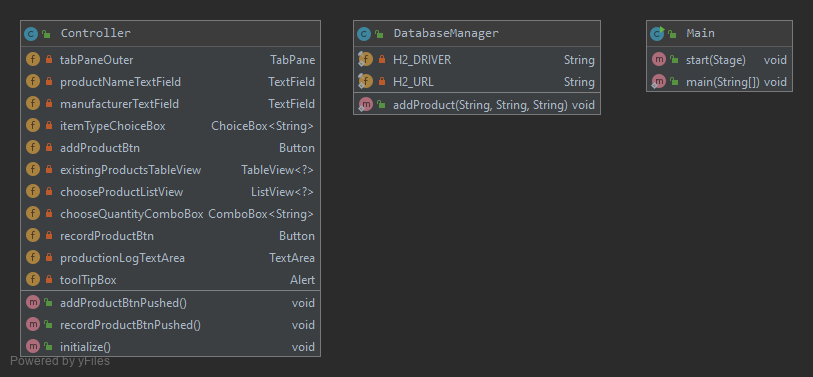 Controller
tabPaneOuter TabPane
productNameTextField TextField
manufacturerTextField TextField
itemTypeChoiceBox ChoiceBox<String>
addProductBtn Button
existingProductsTableView TableView<?>
chooseProductListView ListView<?>
chooseQuantityComboBox ComboBox<String>
recordProductBtn Button
productionLogTextArea TextArea
toolTipBox Alert
addProductBtnPushed() void
recordProductBtnPushed() void
initialize() void
Powered by yFiles
DatabaseManager
H2_DRIVER String
H2_URL String
addProduct(String, String, String) void
Main
start(Stage) void
main(String[]) void